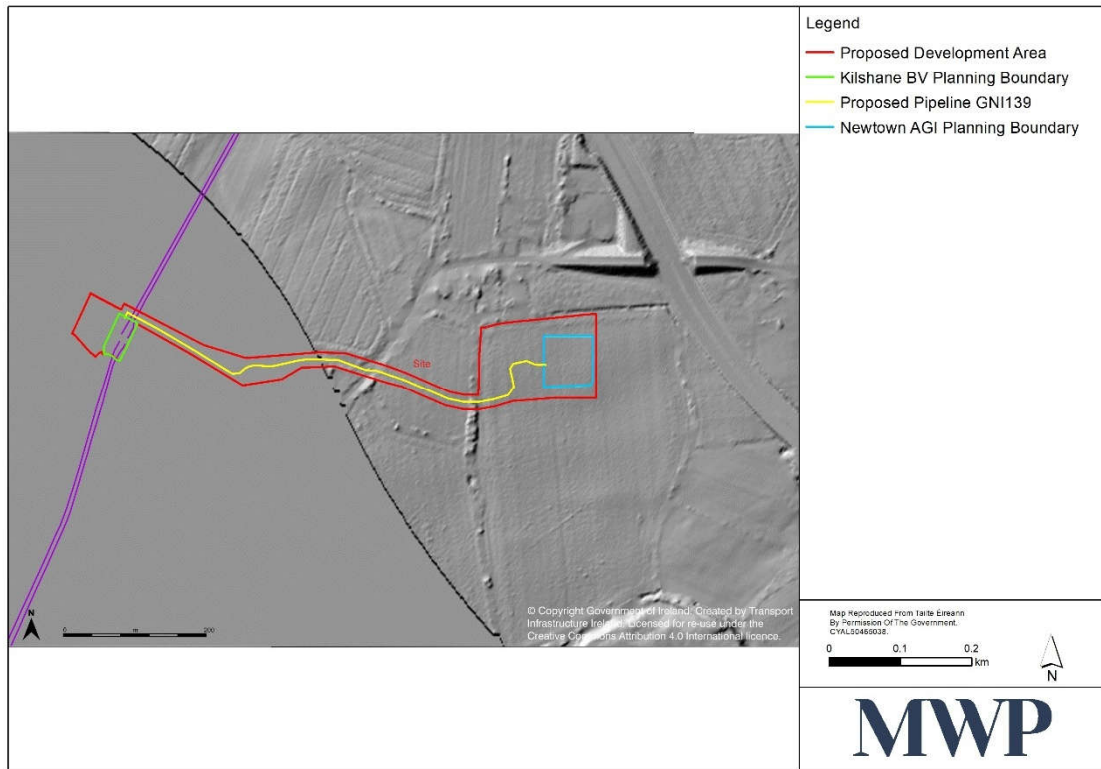 Legend
Proposed Development Area
Kilshane BV Planning Boundary
Proposed Pipeline GNI139
Newtown AGI Planning Boundary
Site
© Copyright Government of Ireland. Created by Transport
Infrastructure Ireland. Licensed for re-use under the
Creative Commons Attribution 4.0 International licence.
N
0 m 200
Map Reproduced From Tailte Éireann
By Permission Of The Government.
CYAL50466038.
0 0.1 0.2
km
N
MWP